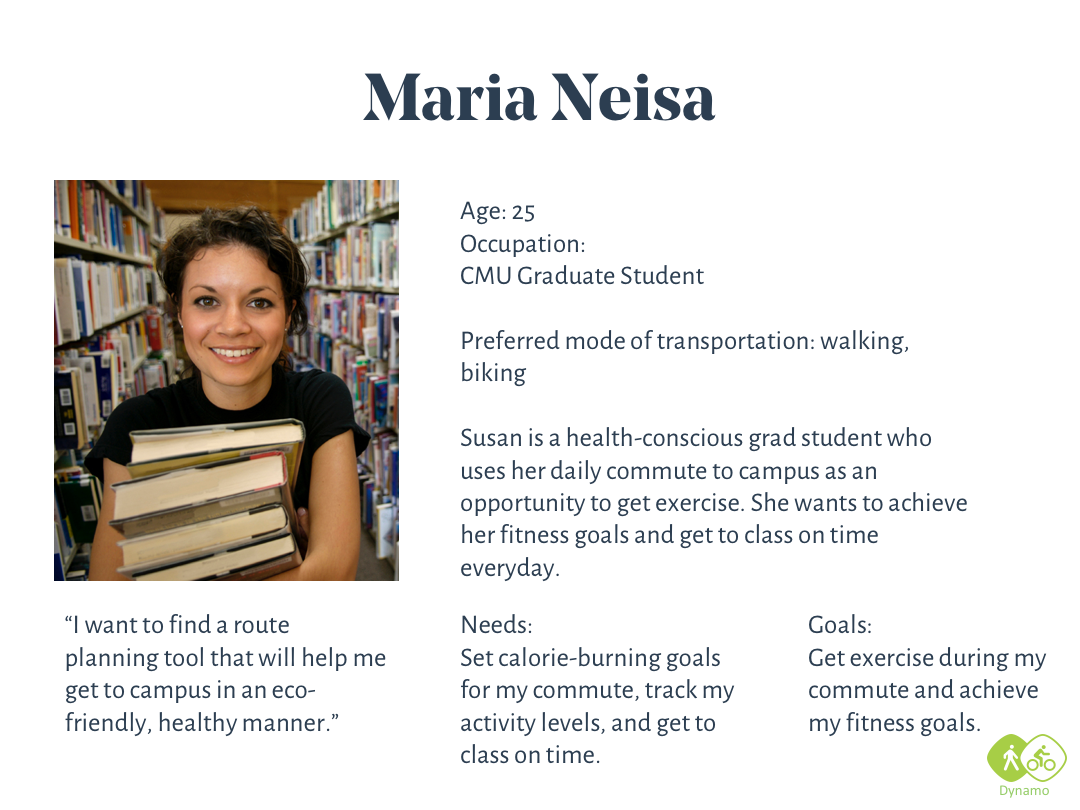 Maria Neisa
Age: 25
Occupation:
CMU Graduate Student
Preferred mode of transportation: walking,
biking
Susan is a health-conscious grad student who
uses her daily commute to campus as an
opportunity to get exercise. She wants to achieve
her fitness goals and get to class on time
everyday.
“I want to find a route
planning tool that will help me
get to campus in an eco-
friendly, healthy manner.”
Needs:
Set calorie-burning goals
for my commute, track my
activity levels, and get to
class on time.
Goals:
Get exercise during my
commute and achieve
my fitness goals.
Dynamo